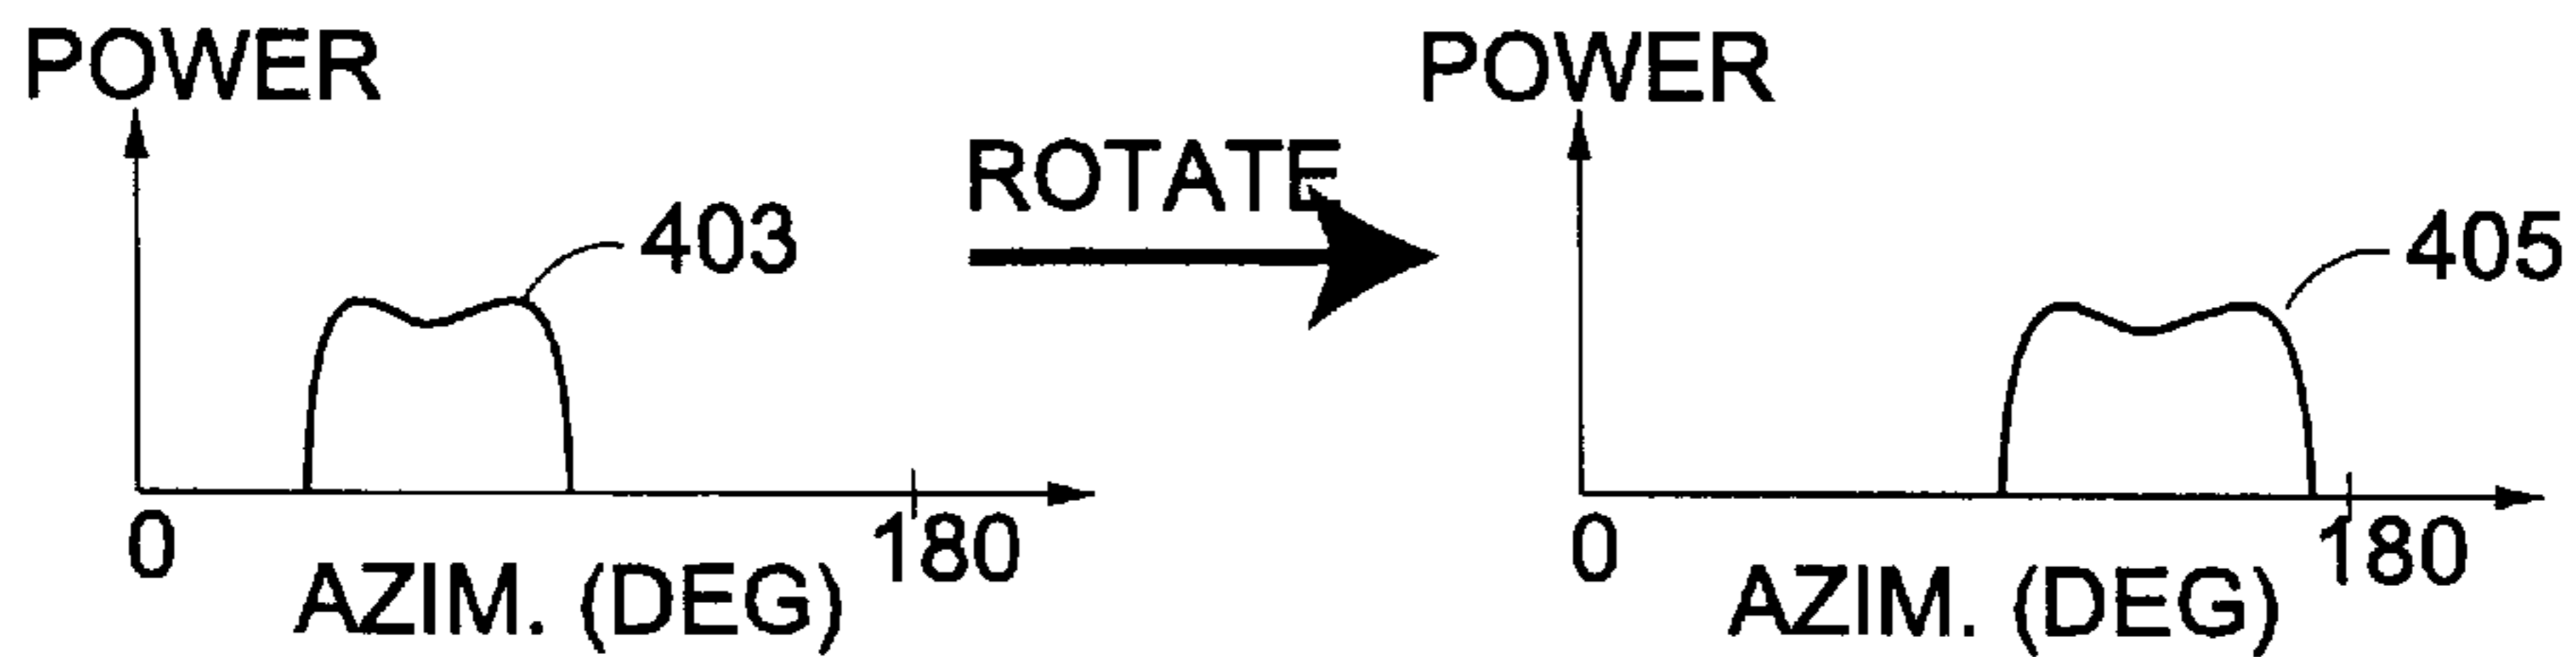 POWER
403
0
180
AZIM. (DEG)
ROTATE
POWER
405
0
180
AZIM. (DEG)